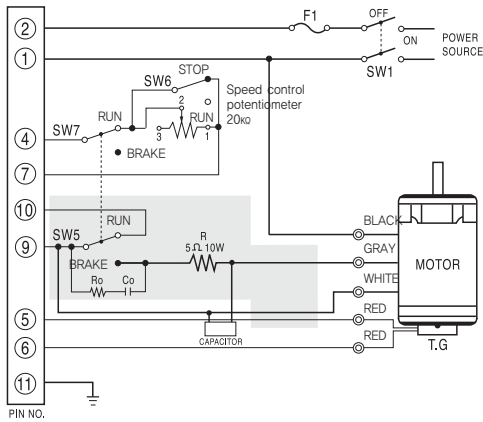 2
F1
OFF
ON
POWER
SOURCE
1
SW1
STOP
SW6
Speed control
potentiometer
20KΩ
RUN
2
RUN
SW7
4
3
1
BRAKE
7
10
RUN
SW5
9
R
5Ω 10W
BRAKE
Ro
Co
BLACK
GRAY
WHITE
RED
RED
MOTOR
T.G
CAPACITOR
5
6
11
PIN NO.